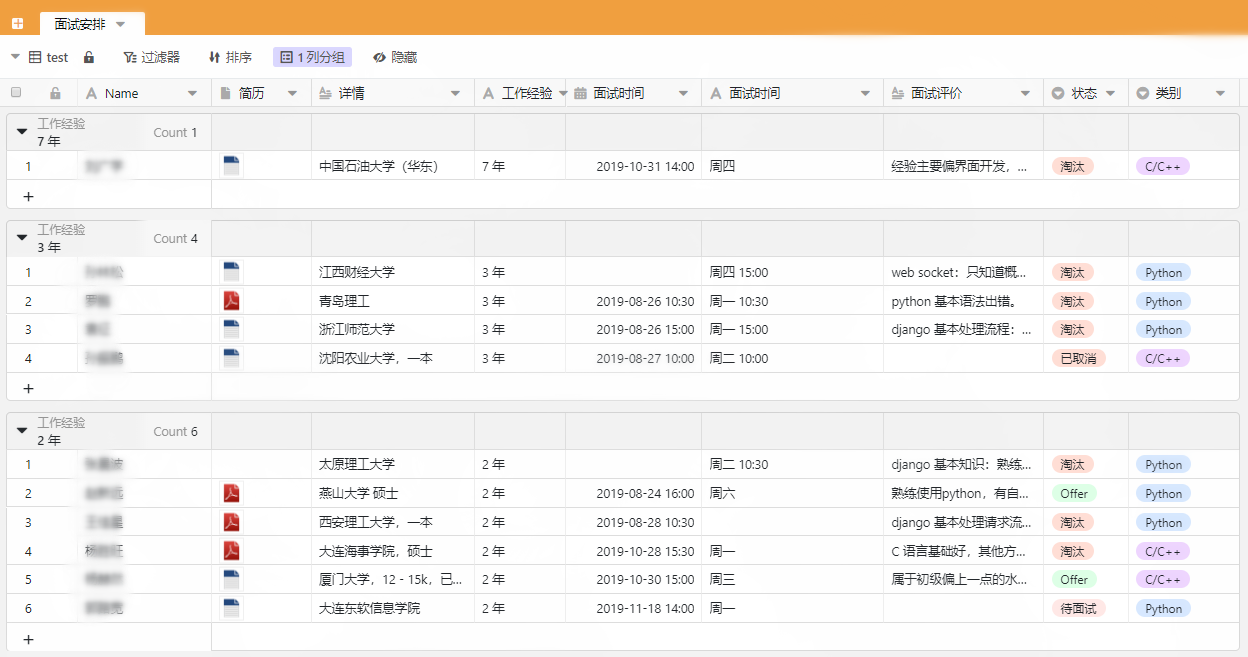 面试安排
test 过滤器 排序 1 列分组 隐藏
Name 简历 详情 工作经验 面试时间 面试时间 面试评价 状态 类别
工作经验
7 年 Count 1
1 中国石油大学（华东） 7 年 2019-10-31 14:00 周四 经验主要偏界面开发，... 淘汰 C/C++
+
工作经验
3 年 Count 4
1 江西财经大学 3 年 周四 15:00 web socket：只知道概... 淘汰 Python
2 青岛理工 3 年 2019-08-26 10:30 周一 10:30 python 基本语法出错。 淘汰 Python
3 浙江师范大学 3 年 2019-08-26 15:00 周一 15:00 django 基本处理流程：... 淘汰 Python
4 沈阳农业大学，一本 3 年 2019-08-27 10:00 周二 10:00 已取消 C/C++
+
工作经验
2 年 Count 6
1 太原理工大学 2 年 周二 10:30 django 基本知识：熟练... 淘汰 Python
2 燕山大学 硕士 2 年 2019-08-24 16:00 周六 熟练使用python，有自... Offer Python
3 西安理工大学，一本 2 年 2019-08-28 10:30 django 基本处理请求流... 淘汰 Python
4 大连海事学院，硕士 2 年 2019-10-28 15:30 周一 C 语言基础好，其他方... 淘汰 C/C++
5 厦门大学，12 - 15k，已... 2 年 2019-10-30 15:00 周三 属于初级偏上一点的水... Offer C/C++
6 大连东软信息学院 2 年 2019-11-18 14:00 周一 待面试 Python
+